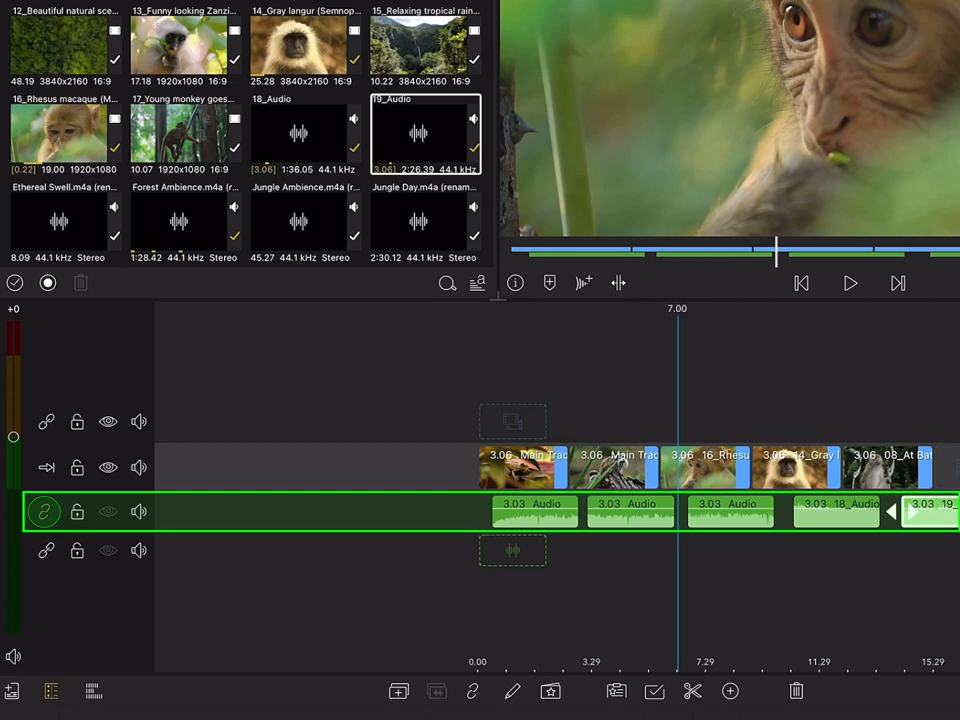 12_Beautiful natural sce... 13_Funny looking Zanzi... 14_Gray langur (Semnop... 15_Relaxing tropical rain...
48.19 3840x2160 16:9 17.18 1920x1080 16:9 25.28 3840x2160 16:9 10.22 3840x2160 16:9
16_Rhesus macaque (M... 17_Young monkey goes... 18_Audio 19_Audio
[0.22] 19.00 1920x1080 10.07 1920x1080 16:9 [3.06] 1:36.05 44.1 kHz [3.06] 2:26.39 44.1 kHz
Ethereal Swell.m4a (ren... Forest Ambience.m4a (r... Jungle Ambience.m4a (r... Jungle Day.m4a (renam...
8.09 44.1 kHz Stereo 1:28.42 44.1 kHz Stereo 45.27 44.1 kHz Stereo 2:30.12 44.1 kHz Stereo
+0 7.00
3.06 Main Trac 3.06 Main Trac 3.06 16_Rhesu 3.06 14_Gray l 3.06 08_At Bat
3.03 Audio 3.03 Audio 3.03 Audio 3.03 18_Audio 3.03 19_
0.00 3.29 7.29 11.29 15.29